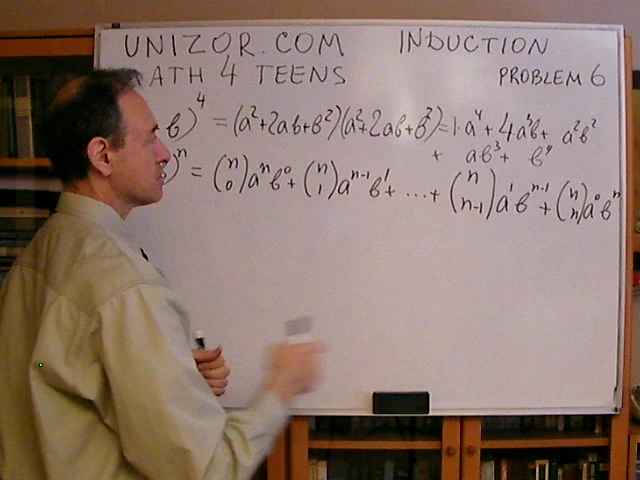 UNIZOR.COM INDUCTION
MATH 4 TEENS PROBLEM 6
b)⁴ = (a²+2ab+b²)(a²+2ab+b²)=1·a⁴+4a³b+ a²b²
+ ab³+ b⁴
)ⁿ = (n 0)aⁿb⁰+(n 1)aⁿ⁻¹b¹+...+(n n-1)a¹bⁿ⁻¹+(n n)a⁰bⁿ